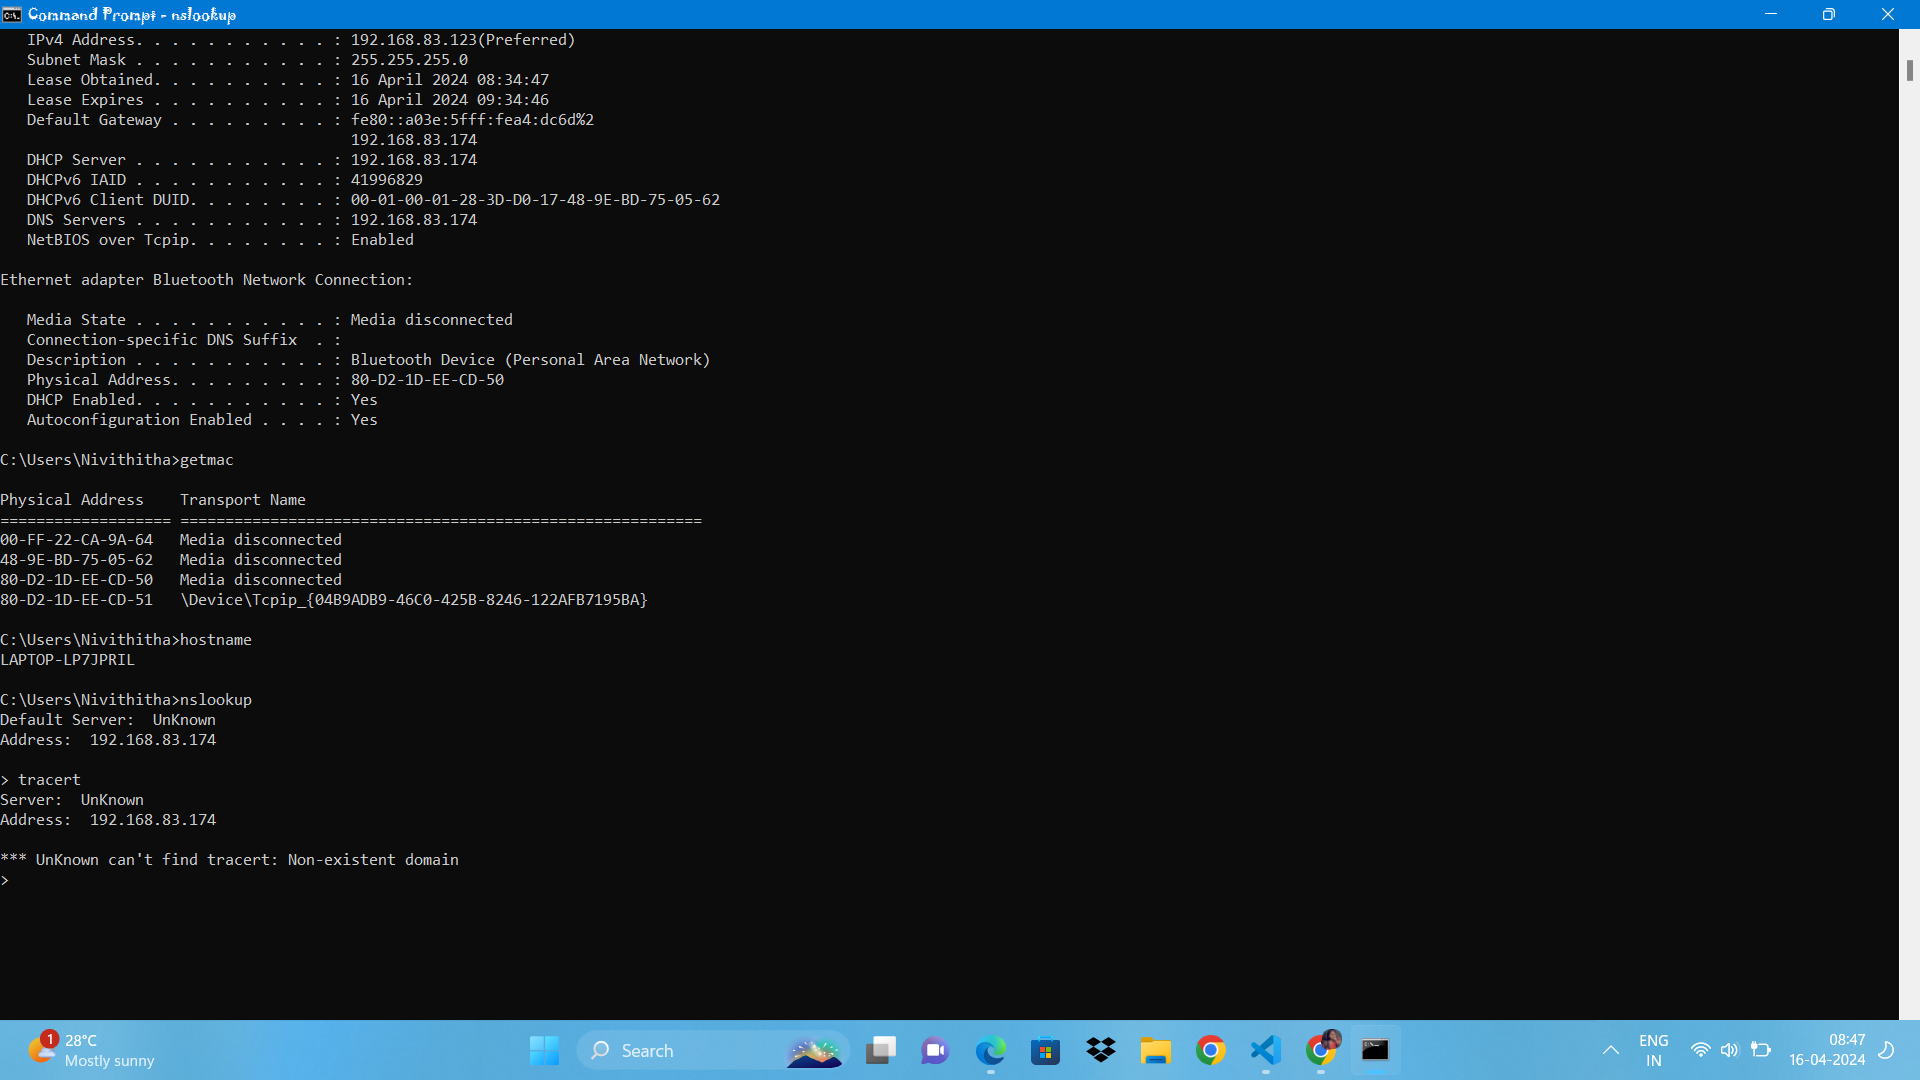 Command Prompt - nslookup
   IPv4 Address. . . . . . . . . . . : 192.168.83.123(Preferred)
   Subnet Mask . . . . . . . . . . . : 255.255.255.0
   Lease Obtained. . . . . . . . . . : 16 April 2024 08:34:47
   Lease Expires . . . . . . . . . . : 16 April 2024 09:34:46
   Default Gateway . . . . . . . . . : fe80::a03e:5fff:fea4:dc6d%2
                                       192.168.83.174
   DHCP Server . . . . . . . . . . . : 192.168.83.174
   DHCPv6 IAID . . . . . . . . . . . : 41996829
   DHCPv6 Client DUID. . . . . . . . : 00-01-00-01-28-3D-D0-17-48-9E-BD-75-05-62
   DNS Servers . . . . . . . . . . . : 192.168.83.174
   NetBIOS over Tcpip. . . . . . . . : Enabled

Ethernet adapter Bluetooth Network Connection:

   Media State . . . . . . . . . . . : Media disconnected
   Connection-specific DNS Suffix  . :
   Description . . . . . . . . . . . : Bluetooth Device (Personal Area Network)
   Physical Address. . . . . . . . . : 80-D2-1D-EE-CD-50
   DHCP Enabled. . . . . . . . . . . : Yes
   Autoconfiguration Enabled . . . . : Yes

C:\Users\Nivithitha>getmac

Physical Address    Transport Name
=================== ==========================================================
00-FF-22-CA-9A-64   Media disconnected
48-9E-BD-75-05-62   Media disconnected
80-D2-1D-EE-CD-50   Media disconnected
80-D2-1D-EE-CD-51   \Device\Tcpip_{04B9ADB9-46C0-425B-8246-122AFB7195BA}

C:\Users\Nivithitha>hostname
LAPTOP-LP7JPRIL

C:\Users\Nivithitha>nslookup
Default Server:  UnKnown
Address:  192.168.83.174

> tracert
Server:  UnKnown
Address:  192.168.83.174

*** UnKnown can't find tracert: Non-existent domain
>
1
28°C
Mostly sunny
Search
ENG
IN
08:47
16-04-2024